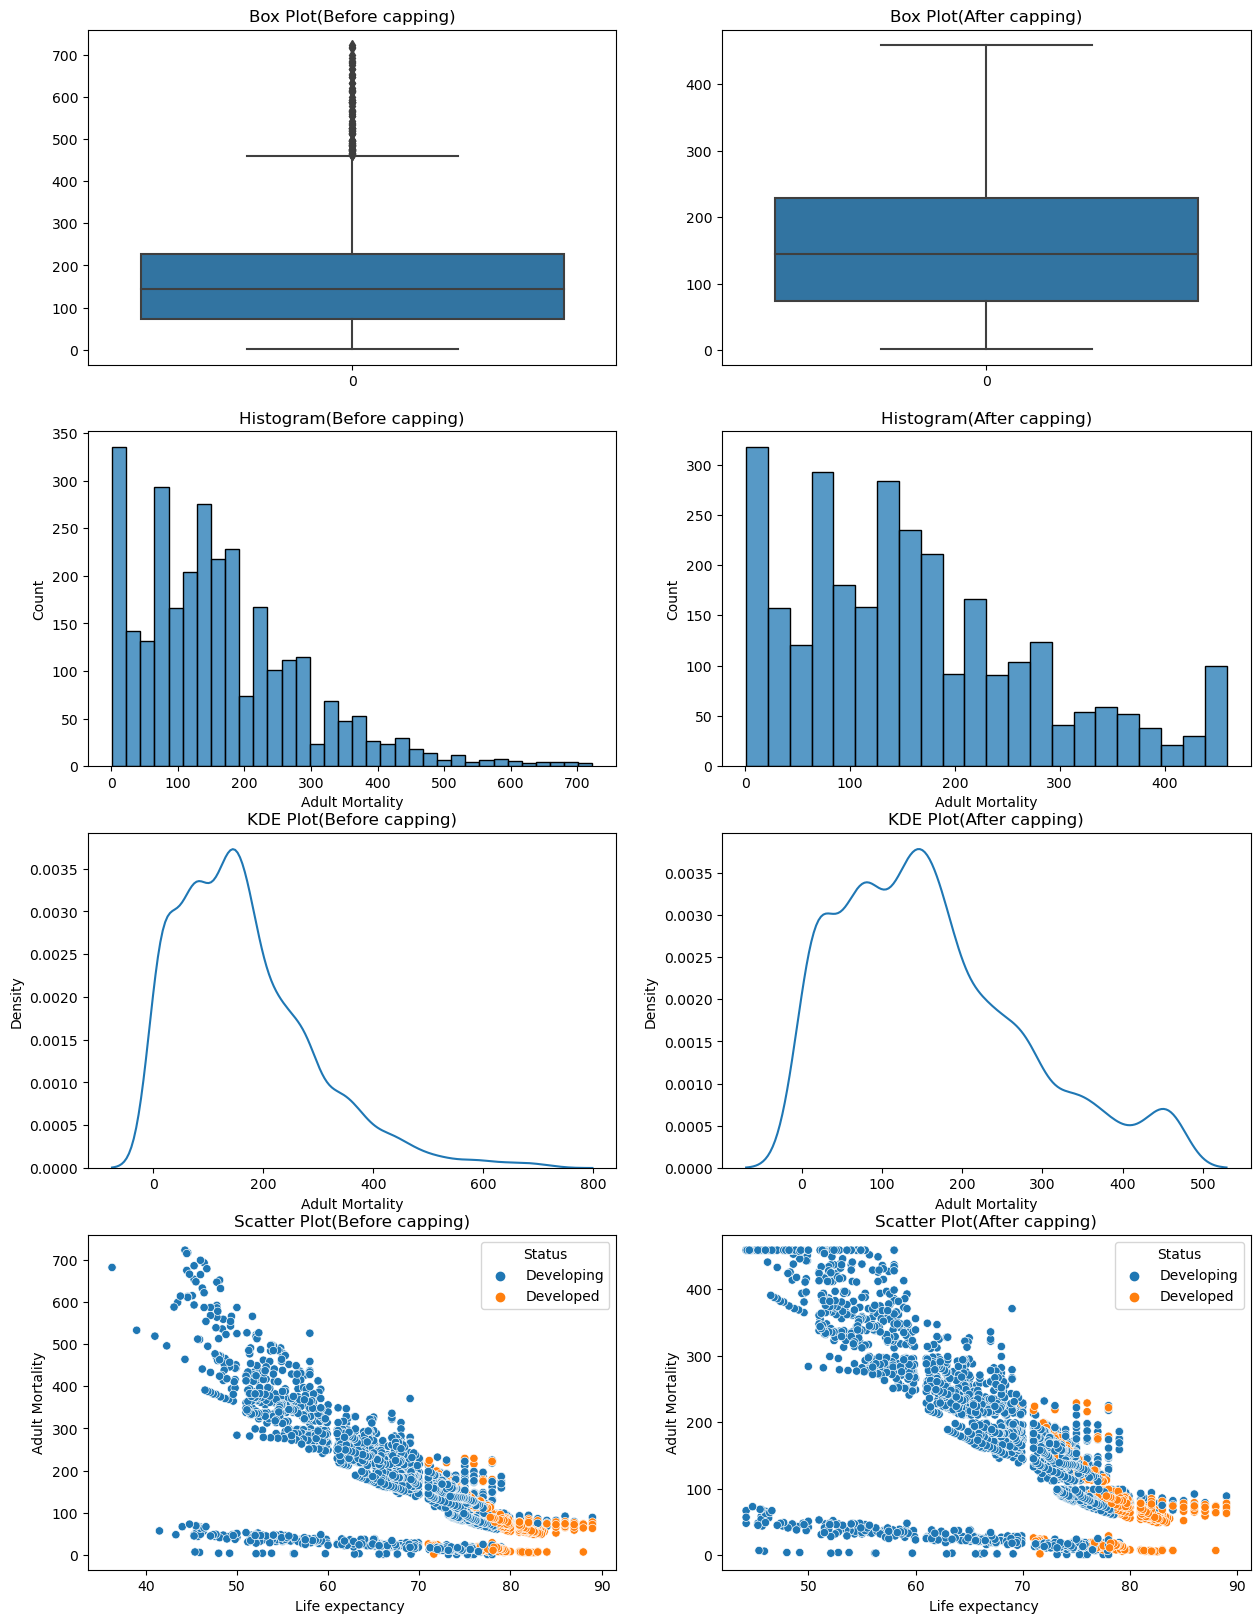 Box Plot(Before capping)
700
600
500
400
300
200
100
0
0
Box Plot(After capping)
400
300
200
100
0
0
Histogram(Before capping)
350
300
250
200
150
100
50
0
Count
0 100 200 300 400 500 600 700
Adult Mortality
Histogram(After capping)
300
250
200
150
100
50
0
Count
0 100 200 300 400
Adult Mortality
KDE Plot(Before capping)
0.0035
0.0030
0.0025
0.0020
0.0015
0.0010
0.0005
0.0000
Density
0 200 400 600 800
Adult Mortality
KDE Plot(After capping)
0.0035
0.0030
0.0025
0.0020
0.0015
0.0010
0.0005
0.0000
Density
0 100 200 300 400 500
Adult Mortality
Scatter Plot(Before capping)
Status
Developing
Developed
700
600
500
400
300
200
100
0
Adult Mortality
40 50 60 70 80 90
Life expectancy
Scatter Plot(After capping)
Status
Developing
Developed
400
300
200
100
0
Adult Mortality
50 60 70 80 90
Life expectancy